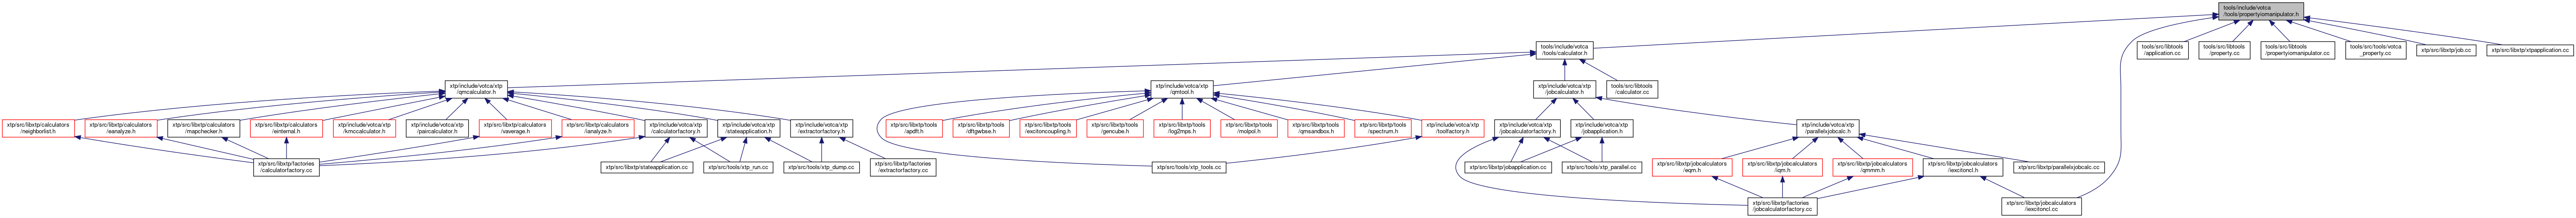 tools/include/votca
/tools/propertyiomanipulator.h
tools/include/votca
/tools/calculator.h
tools/src/libtools
/application.cc
tools/src/libtools
/property.cc
tools/src/libtools
/propertyiomanipulator.cc
tools/src/tools/votca
_property.cc
xtp/src/libxtp/job.cc
xtp/src/libxtp/xtpapplication.cc
xtp/include/votca/xtp
/qmcalculator.h
xtp/include/votca/xtp
/qmtool.h
xtp/include/votca/xtp
/jobcalculator.h
tools/src/libtools
/calculator.cc
xtp/src/libxtp/calculators
/neighborlist.h
xtp/src/libxtp/calculators
/eanalyze.h
xtp/src/libxtp/calculators
/mapchecker.h
xtp/src/libxtp/calculators
/einternal.h
xtp/include/votca/xtp
/kmccalculator.h
xtp/include/votca/xtp
/paircalculator.h
xtp/src/libxtp/calculators
/vaverage.h
xtp/src/libxtp/calculators
/ianalyze.h
xtp/include/votca/xtp
/calculatorfactory.h
xtp/include/votca/xtp
/stateapplication.h
xtp/include/votca/xtp
/extractorfactory.h
xtp/src/libxtp/tools
/apdft.h
xtp/src/libxtp/tools
/dftgwbse.h
xtp/src/libxtp/tools
/excitoncoupling.h
xtp/src/libxtp/tools
/gencube.h
xtp/src/libxtp/tools
/log2mps.h
xtp/src/libxtp/tools
/molpol.h
xtp/src/libxtp/tools
/qmsandbox.h
xtp/src/libxtp/tools
/spectrum.h
xtp/include/votca/xtp
/toolfactory.h
xtp/include/votca/xtp
/jobcalculatorfactory.h
xtp/include/votca/xtp
/jobapplication.h
xtp/include/votca/xtp
/parallelxjobcalc.h
xtp/src/libxtp/factories
/calculatorfactory.cc
xtp/src/libxtp/stateapplication.cc
xtp/src/tools/xtp_run.cc
xtp/src/tools/xtp_dump.cc
xtp/src/libxtp/factories
/extractorfactory.cc
xtp/src/tools/xtp_tools.cc
xtp/src/libxtp/jobapplication.cc
xtp/src/tools/xtp_parallel.cc
xtp/src/libxtp/jobcalculators
/eqm.h
xtp/src/libxtp/jobcalculators
/iqm.h
xtp/src/libxtp/jobcalculators
/qmmm.h
xtp/src/libxtp/jobcalculators
/iexcitoncl.h
xtp/src/libxtp/parallelxjobcalc.cc
xtp/src/libxtp/factories
/jobcalculatorfactory.cc
xtp/src/libxtp/jobcalculators
/iexcitoncl.cc